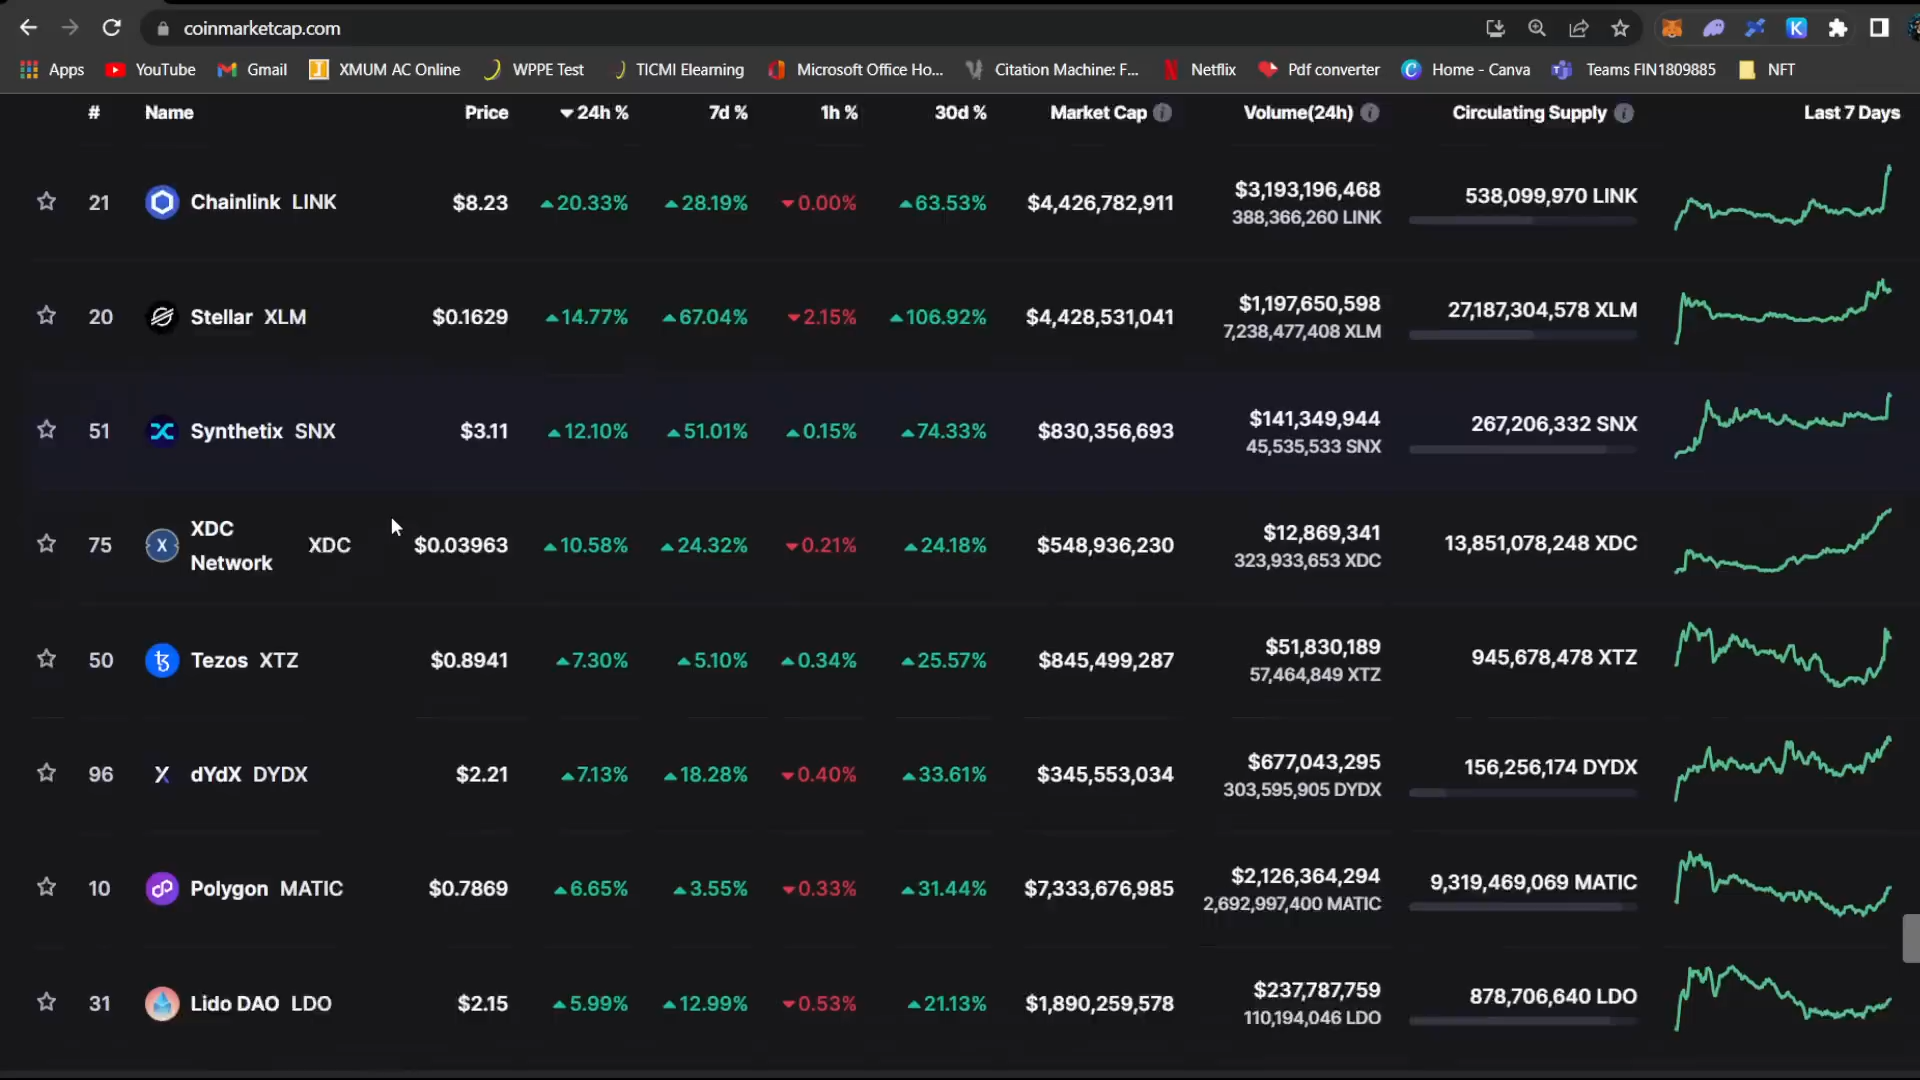 coinmarketcap.com
Apps YouTube Gmail XMUM AC Online WPPE Test TICMI Elearning Microsoft Office Ho... Citation Machine: F... Netflix Pdf converter Home - Canva Teams FIN1809885 NFT
# Name Price 24h % 7d % 1h % 30d % Market Cap Volume(24h) Circulating Supply Last 7 Days
21 Chainlink LINK $8.23 20.33% 28.19% 0.00% 63.53% $4,426,782,911 $3,193,196,468 538,099,970 LINK
388,366,260 LINK
20 Stellar XLM $0.1629 14.77% 67.04% 2.15% 106.92% $4,428,531,041 $1,197,650,598 27,187,304,578 XLM
7,238,477,408 XLM
51 Synthetix SNX $3.11 12.10% 51.01% 0.15% 74.33% $830,356,693 $141,349,944 267,206,332 SNX
45,535,533 SNX
75 XDC Network XDC $0.03963 10.58% 24.32% 0.21% 24.18% $548,936,230 $12,869,341 13,851,078,248 XDC
323,933,653 XDC
50 Tezos XTZ $0.8941 7.30% 5.10% 0.34% 25.57% $845,499,287 $51,830,189 945,678,478 XTZ
57,464,849 XTZ
96 dYdX DYDX $2.21 7.13% 18.28% 0.40% 33.61% $345,553,034 $677,043,295 156,256,174 DYDX
303,595,905 DYDX
10 Polygon MATIC $0.7869 6.65% 3.55% 0.33% 31.44% $7,333,676,985 $2,126,364,294 9,319,469,069 MATIC
2,692,997,400 MATIC
31 Lido DAO LDO $2.15 5.99% 12.99% 0.53% 21.13% $1,890,259,578 $237,787,759 878,706,640 LDO
110,194,046 LDO